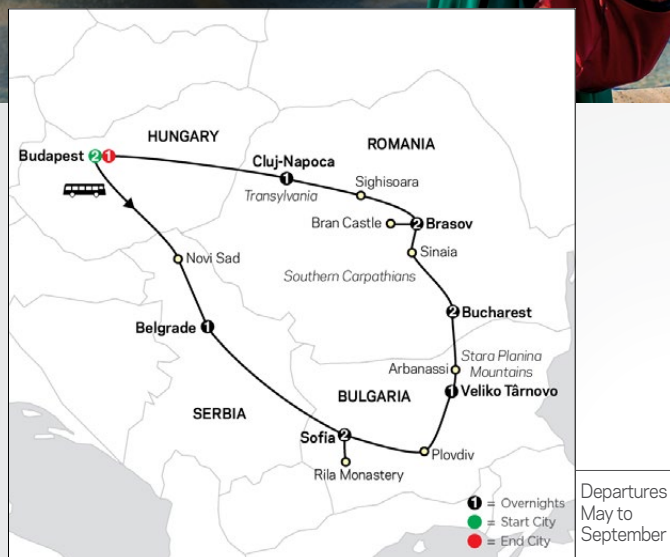 HUNGARY
ROMANIA
Budapest 2 1
Cluj-Napoca
1
Transylvania
Sighisoara
Bran Castle
2 Brasov
Sinaia
Novi Sad
Southern Carpathians
2 Bucharest
Belgrade 1
Arbanassi
Stara Planina
Mountains
BULGARIA
1 Veliko Târnovo
SERBIA
Sofia 2
Plovdiv
Rila Monastery
1 = Overnights
= Start City
= End City
Departures
May to
September